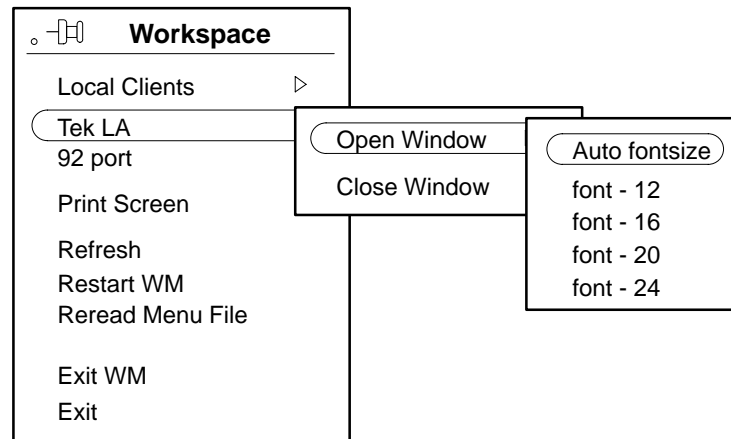 Workspace
Local Clients
Tek LA
92 port
Print Screen
Refresh
Restart WM
Reread Menu File
Exit WM
Exit
Open Window
Close Window
Auto fontsize
font - 12
font - 16
font - 20
font - 24